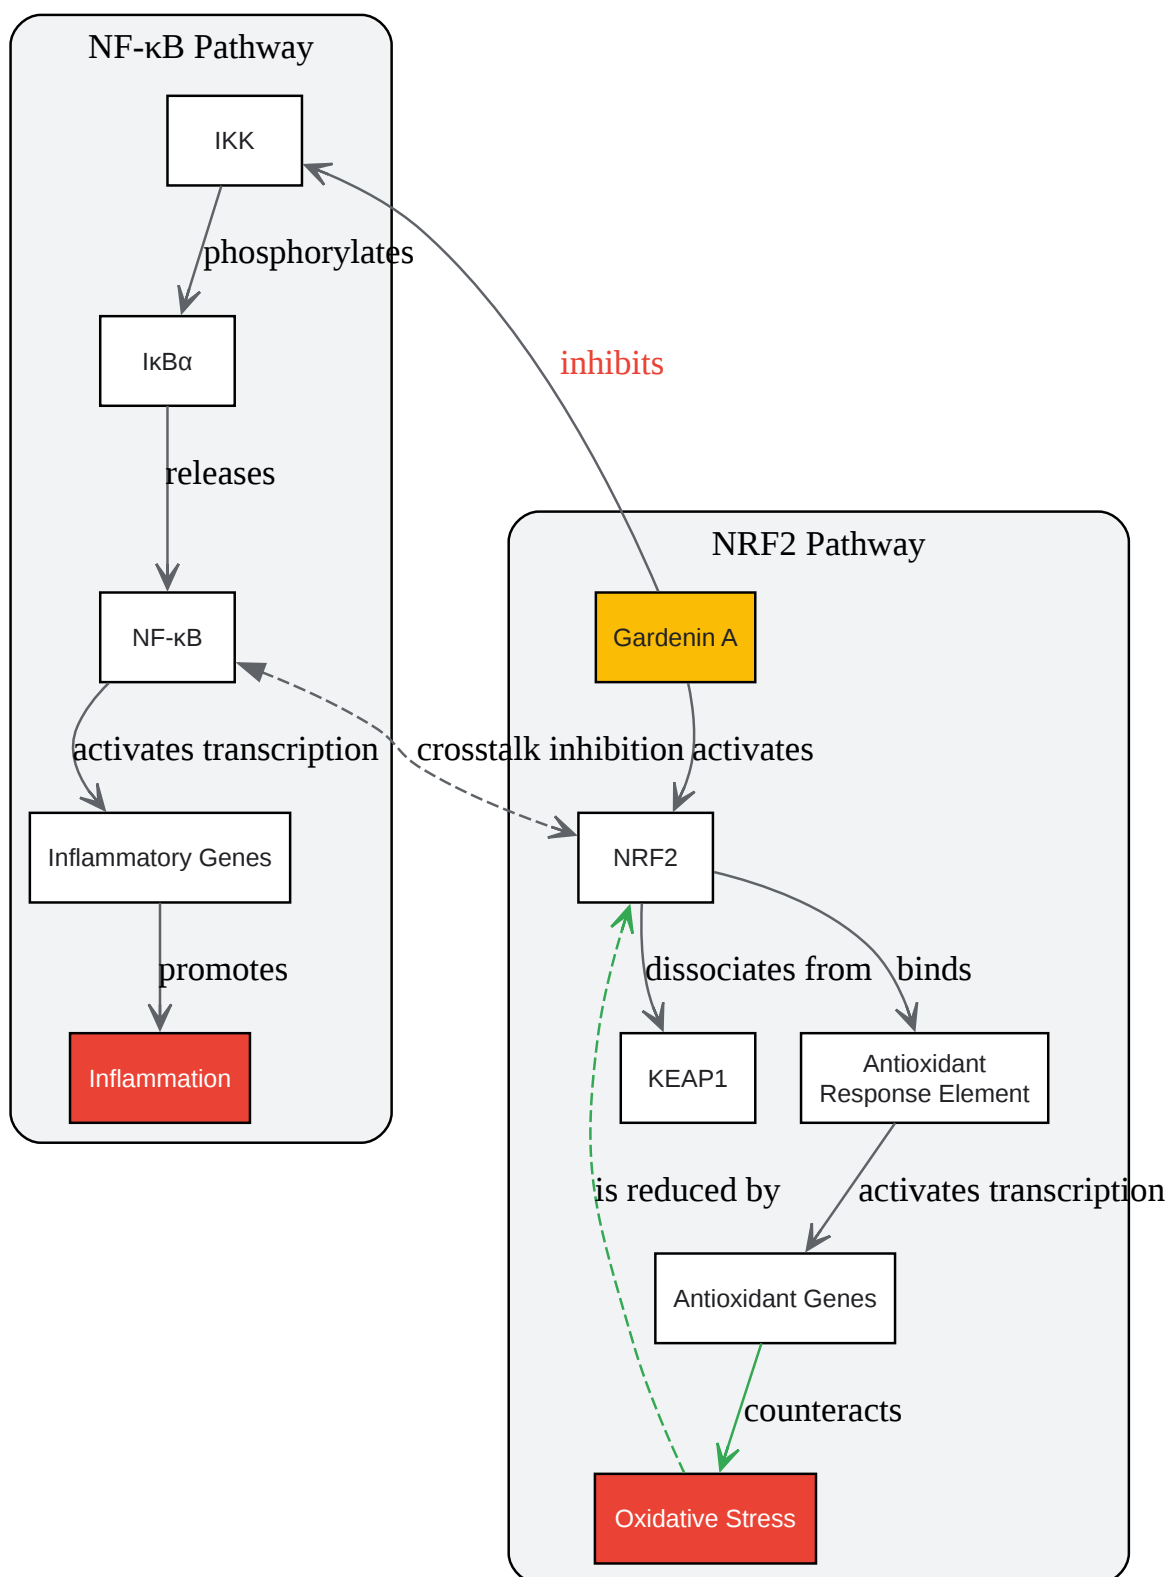 NF-κB Pathway
IKK
phosphorylates
inhibits
IκBα
releases
NRF2 Pathway
NF-κB
Gardenin A
activates transcription
crosstalk inhibition
activates
Inflammatory Genes
NRF2
promotes
dissociates from
binds
Inflammation
KEAP1
Antioxidant
Response Element
is reduced by
activates transcription
Antioxidant Genes
counteracts
Oxidative Stress